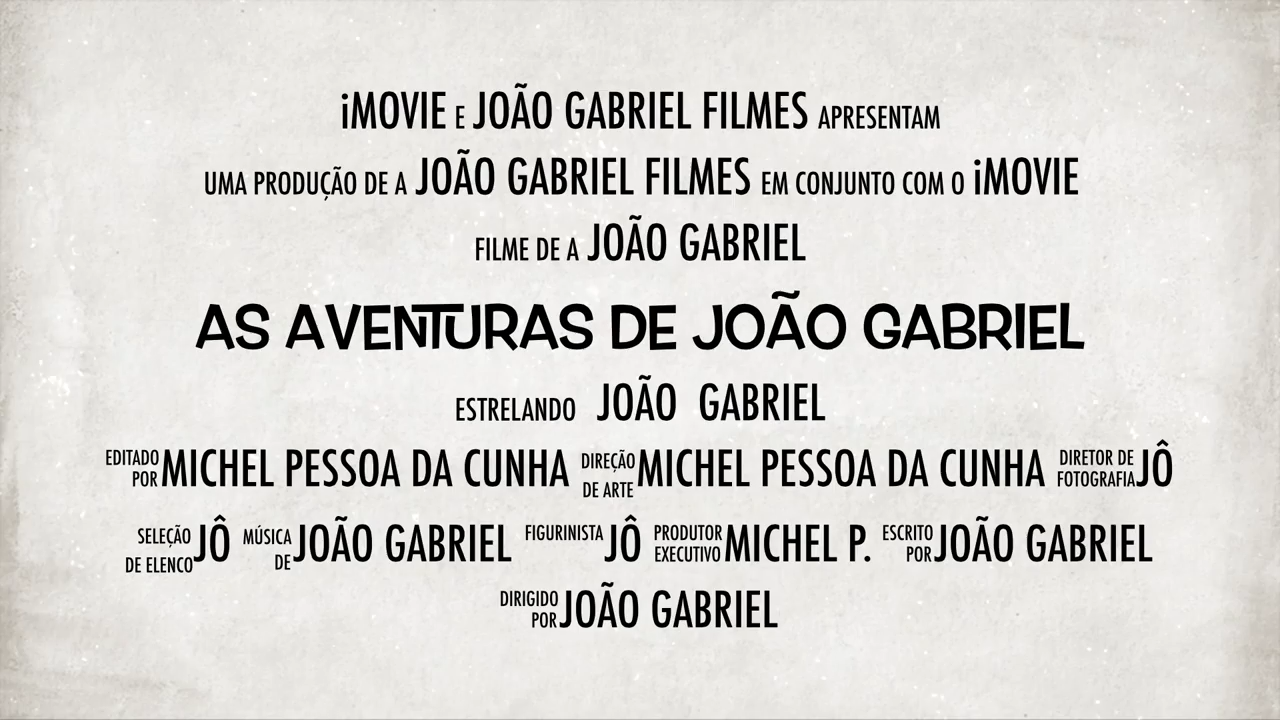 iMOVIE E JOÃO GABRIEL FILMES APRESENTAM
UMA PRODUÇÃO DE A JOÃO GABRIEL FILMES EM CONJUNTO COM O iMOVIE
FILME DE A JOÃO GABRIEL
AS AVENTURAS DE JOÃO GABRIEL
ESTRELANDO JOÃO GABRIEL
EDITADO POR MICHEL PESSOA DA CUNHA DIREÇÃO DE ARTE MICHEL PESSOA DA CUNHA DIRETOR DE FOTOGRAFIA JÔ
SELEÇÃO DE ELENCO JÔ MÚSICA DE JOÃO GABRIEL FIGURINISTA JÔ PRODUTOR EXECUTIVO MICHEL P. ESCRITO POR JOÃO GABRIEL
DIRIGIDO POR JOÃO GABRIEL